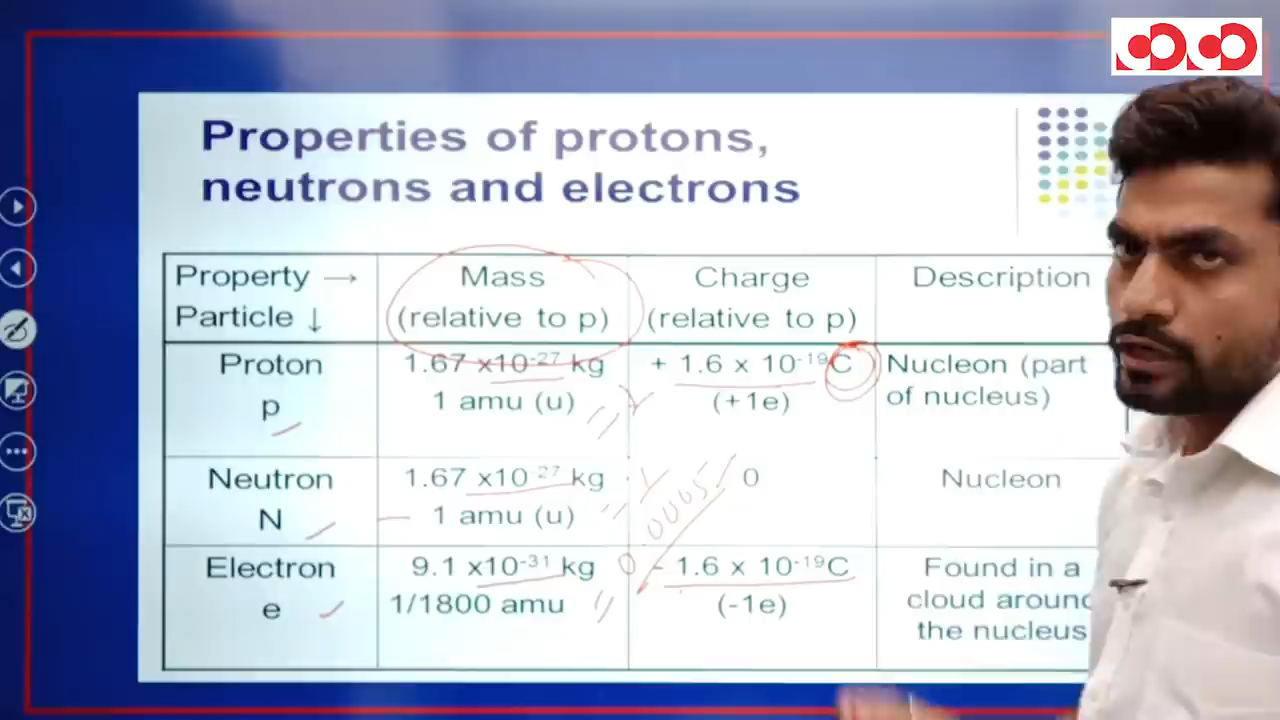 Properties of protons,
neutrons and electrons
Property →
Particle ↓
Mass
(relative to p)
Charge
(relative to p)
Description
Proton
p
1.67 x10⁻²⁷ kg
1 amu (u)
+ 1.6 x 10⁻¹⁹C
(+1e)
Nucleon (part
of nucleus)
Neutron
N
1.67 x10⁻²⁷ kg
1 amu (u)
0
Nucleon
Electron
e
9.1 x10⁻³¹ kg
1/1800 amu
- 1.6 x 10⁻¹⁹C
(-1e)
Found in a
cloud around
the nucleus